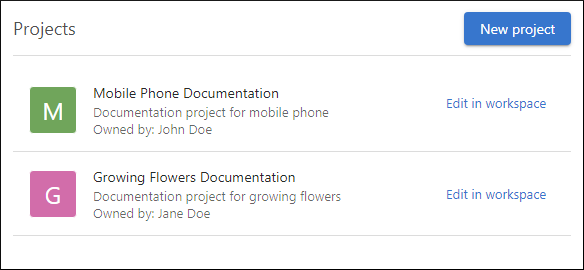 Projects
New project
M
Mobile Phone Documentation
Documentation project for mobile phone
Owned by: John Doe
Edit in workspace
G
Growing Flowers Documentation
Documentation project for growing flowers
Owned by: Jane Doe
Edit in workspace